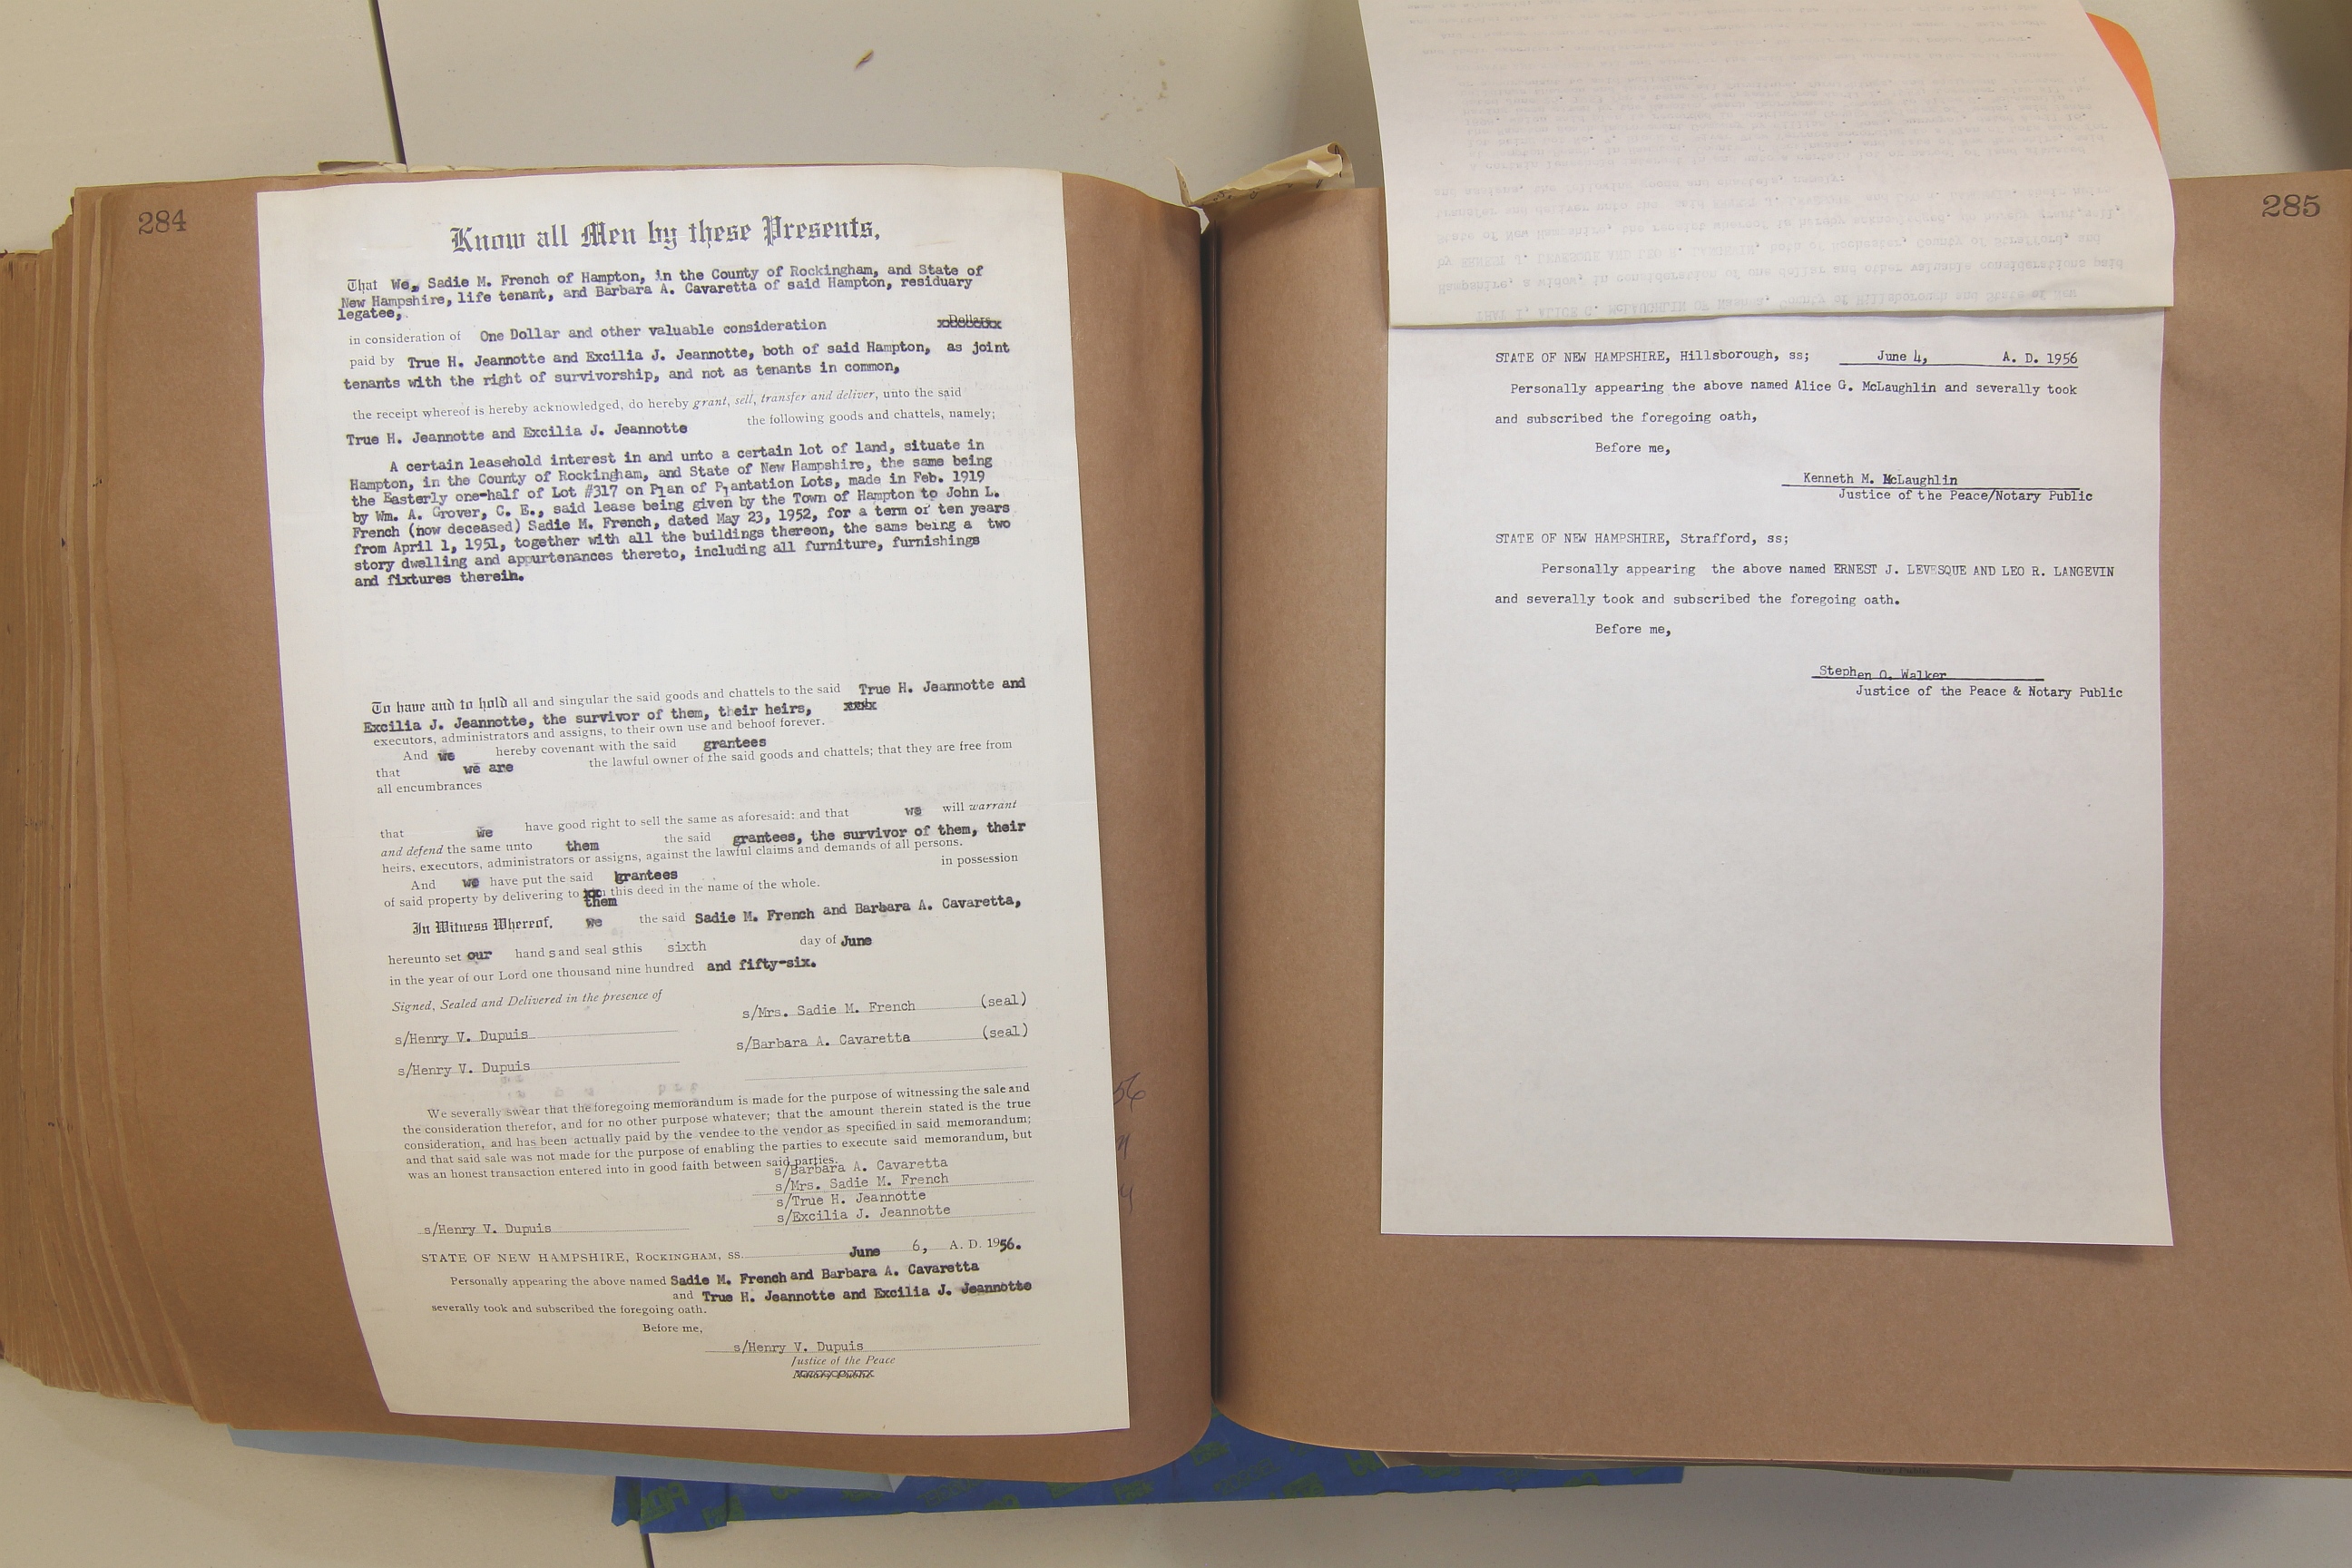 284
Know all Men by these Presents,
That We, Sadie M. French of Hampton, in the County of Rockingham, and State of
New Hampshire, life tenant, and Barbara A. Cavaretta of said Hampton, residuary
legatee,
in consideration of One Dollar and other valuable consideration Dollars
paid by True H. Jeannotte and Excilia J. Jeannotte, both of said Hampton, as joint
tenants with the right of survivorship, and not as tenants in common,
the receipt whereof is hereby acknowledged, do hereby grant, sell, transfer and deliver, unto the said
True H. Jeannotte and Excilia J. Jeannotte the following goods and chattels, namely;
A certain leasehold interest in and unto a certain lot of land, situate in
Hampton, in the County of Rockingham, and State of New Hampshire, the same being
the Easterly one-half of Lot #317 on Plan of Plantation Lots, made in Feb. 1919
by Wm. A. Grover, C. E., said lease being given by the Town of Hampton to John L.
French (now deceased) Sadie M. French, dated May 23, 1952, for a term of ten years
from April 1, 1951, together with all the buildings thereon, the same being a two
story dwelling and appurtenances thereto, including all furniture, furnishings
and fixtures therein.
To have and to hold all and singular the said goods and chattels to the said True H. Jeannotte and
Excilia J. Jeannotte, the survivor of them, their heirs, xxxx
executors, administrators and assigns, to their own use and behoof forever.
And we hereby covenant with the said grantees
that we are the lawful owner of the said goods and chattels; that they are free from
all encumbrances
that we have good right to sell the same as aforesaid: and that we will warrant
and defend the same unto them the said grantees, the survivor of them, their
heirs, executors, administrators or assigns, against the lawful claims and demands of all persons.
And we have put the said grantees in possession
of said property by delivering to xxx this deed in the name of the whole.
them
In Witness Whereof, we the said Sadie M. French and Barbara A. Cavaretta,
hereunto set our hand s and seal s this sixth day of June
in the year of our Lord one thousand nine hundred and fifty-six.
Signed, Sealed and Delivered in the presence of
s/Mrs. Sadie M. French (seal)
s/Henry V. Dupuis
s/Barbara A. Cavaretta (seal)
s/Henry V. Dupuis
We severally swear that the foregoing memorandum is made for the purpose of witnessing the sale and
the consideration therefor, and for no other purpose whatever; that the amount therein stated is the true
consideration, and has been actually paid by the vendee to the vendor as specified in said memorandum;
and that said sale was not made for the purpose of enabling the parties to execute said memorandum, but
was an honest transaction entered into in good faith between said parties.
s/Barbara A. Cavaretta
s/Mrs. Sadie M. French
s/True H. Jeannotte
s/Excilia J. Jeannotte
s/Henry V. Dupuis
STATE OF NEW HAMPSHIRE, ROCKINGHAM, SS. June 6, A. D. 1956.
Personally appearing the above named Sadie M. French and Barbara A. Cavaretta
and True H. Jeannotte and Excilia J. Jeannotte
severally took and subscribed the foregoing oath.
Before me,
s/Henry V. Dupuis
Justice of the Peace
Notary Public
56
285
STATE OF NEW HAMPSHIRE, Hillsborough, ss; June 4, A. D. 1956
Personally appearing the above named Alice G. McLaughlin and severally took
and subscribed the foregoing oath,
Before me,
Kenneth M. McLaughlin
Justice of the Peace/Notary Public
STATE OF NEW HAMPSHIRE, Strafford, ss;
Personally appearing the above named ERNEST J. LEVESQUE AND LEO R. LANGEVIN
and severally took and subscribed the foregoing oath.
Before me,
Stephen O. Walker
Justice of the Peace & Notary Public